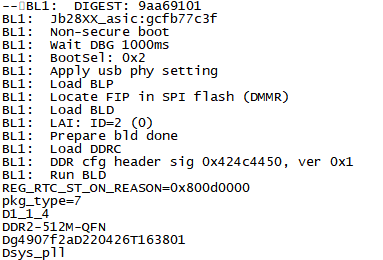 --BL1:  DIGEST: 9aa69101
BL1:  Jb28XX_asic:gcfb77c3f
BL1:  Non-secure boot
BL1:  Wait DBG 1000ms
BL1:  BootSel: 0x2
BL1:  Apply usb phy setting
BL1:  Load BLP
BL1:  Locate FIP in SPI flash (DMMR)
BL1:  Load BLD
BL1:  LAI: ID=2 (0)
BL1:  Prepare bld done
BL1:  Load DDRC
BL1:  DDR cfg header sig 0x424c4450, ver 0x1
BL1:  Run BLD
REG_RTC_ST_ON_REASON=0x800d0000
pkg_type=7
D1_1_4
DDR2-512M-QFN
Dg4907f2aD220426T163801
Dsys_pll